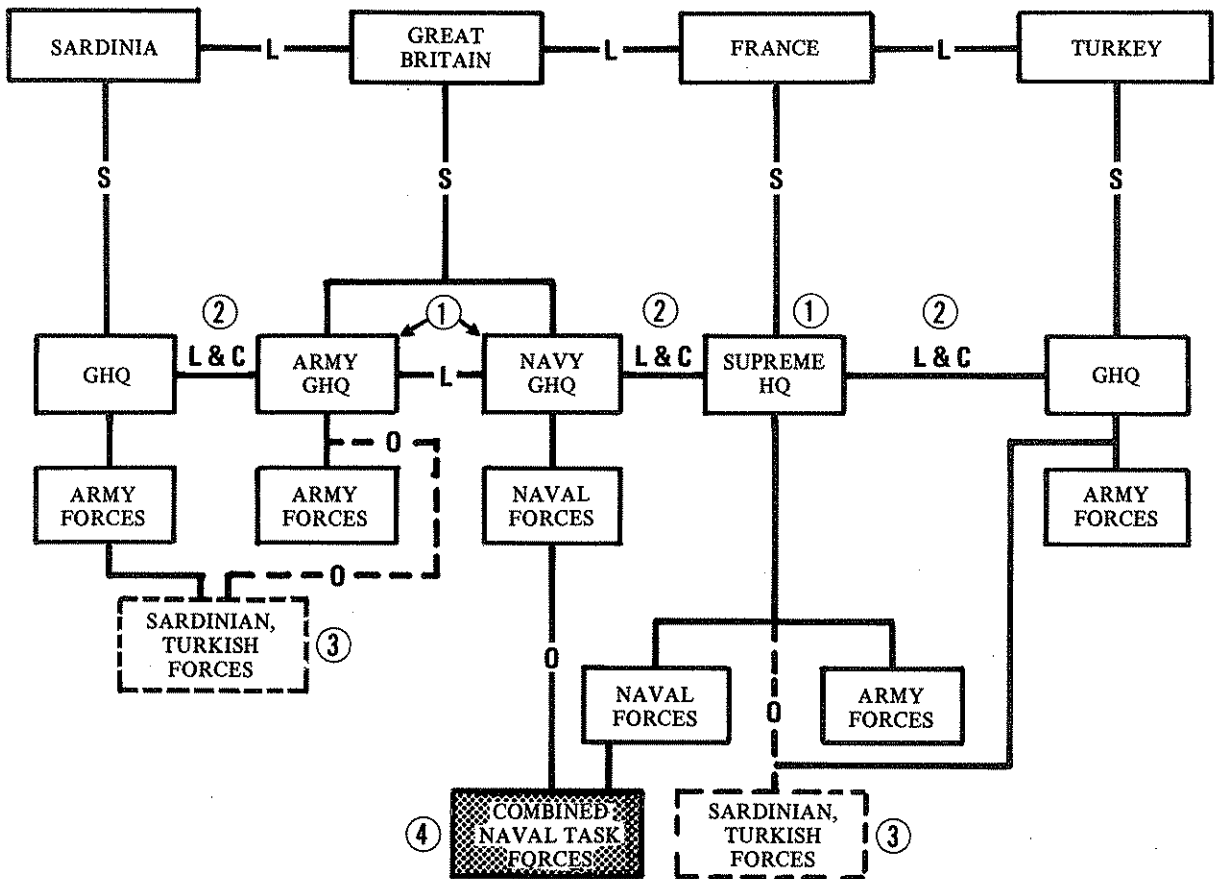 SARDINIA
L
GREAT
BRITAIN
L
FRANCE
L
TURKEY
S
S
S
S
②
①
②
①
②
GHQ
L & C
ARMY
GHQ
L
NAVY
GHQ
L & C
SUPREME
HQ
L & C
GHQ
O
ARMY
FORCES
ARMY
FORCES
NAVAL
FORCES
ARMY
FORCES
O
SARDINIAN,
TURKISH
FORCES
③
O
NAVAL
FORCES
O
ARMY
FORCES
④
COMBINED
NAVAL TASK
FORCES
SARDINIAN,
TURKISH
FORCES
③